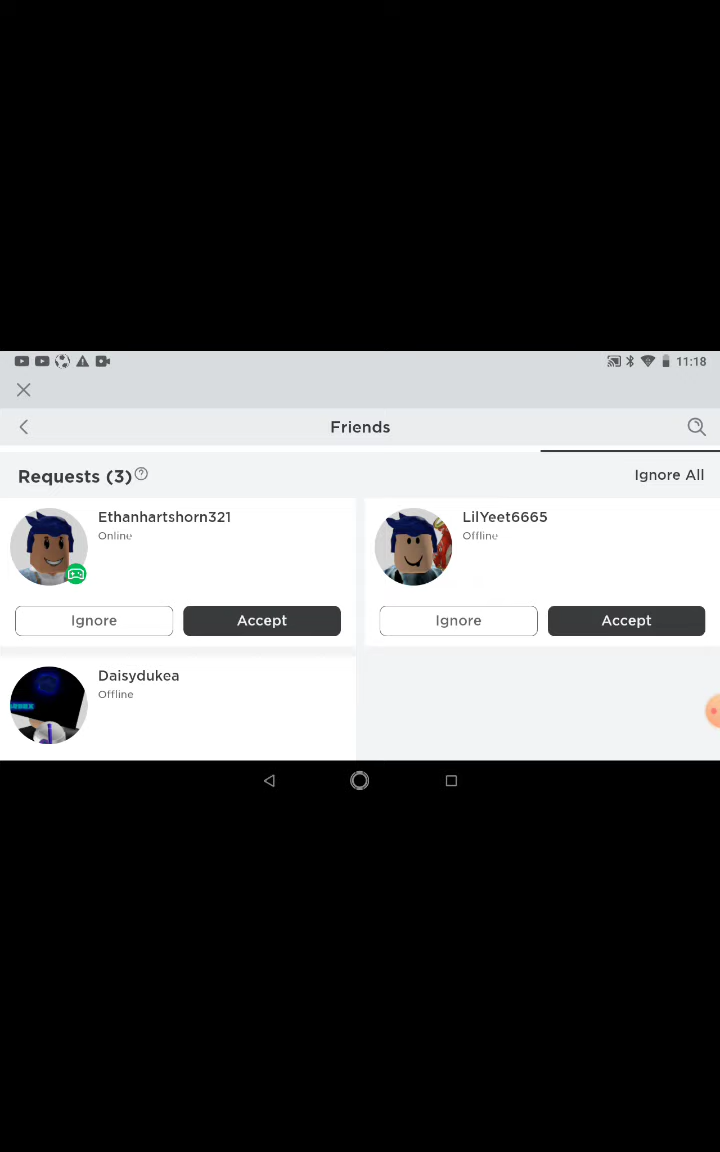 11:18
Friends
Requests (3)
Ignore All
Ethanhartshorn321
Online
Ignore
Accept
LilYeet6665
Offline
Ignore
Accept
Daisydukea
Offline